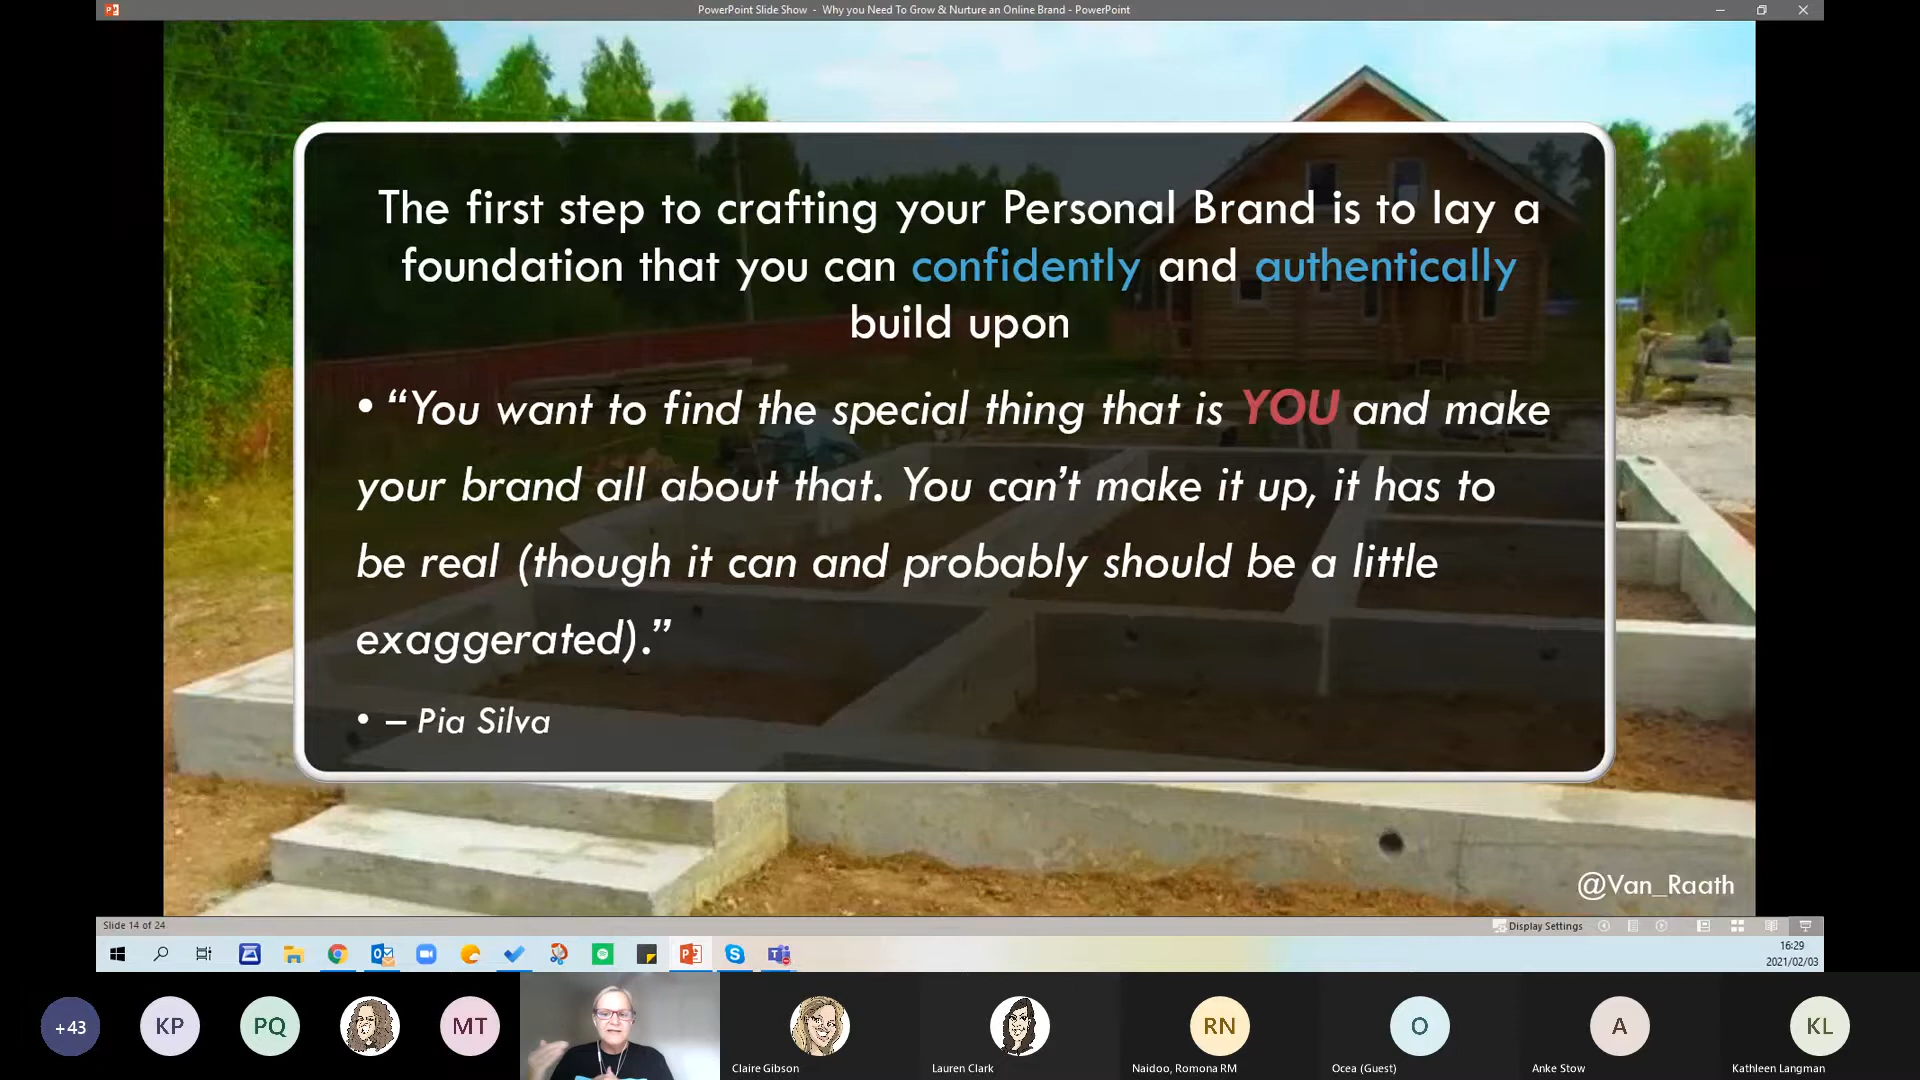 PowerPoint Slide Show - Why you Need To Grow & Nurture an Online Brand - PowerPoint
The first step to crafting your Personal Brand is to lay a
foundation that you can confidently and authentically
build upon
• “You want to find the special thing that is YOU and make
your brand all about that. You can’t make it up, it has to
be real (though it can and probably should be a little
exaggerated).”
• – Pia Silva
@Van_Raath
Slide 14 of 24
Display Settings
16:29
2021/02/03
+43
KP
PQ
MT
RN
O
A
KL
Claire Gibson
Lauren Clark
Naidoo, Romona RM
Ocea (Guest)
Anke Stow
Kathleen Langman